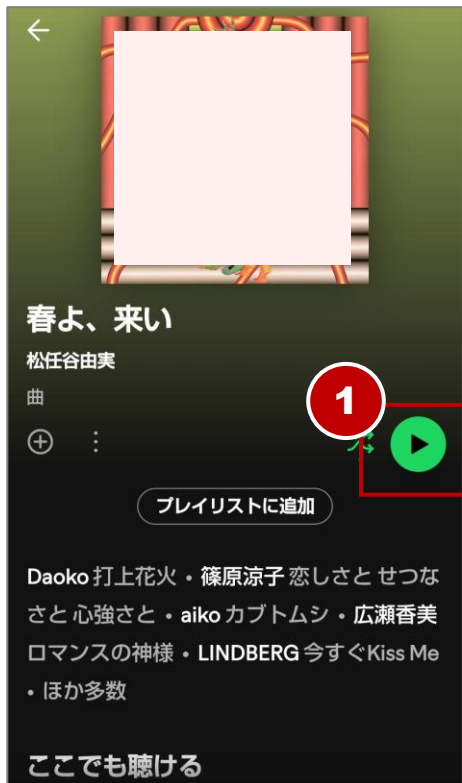 春よ、来い
松任谷由実
曲
1
プレイリストに追加
Daoko 打上花火 • 篠原涼子 恋しさと せつな
さと 心強さと • aiko カブトムシ • 広瀬香美
ロマンスの神様 • LINDBERG 今すぐKiss Me
• ほか多数
ここでも聴ける